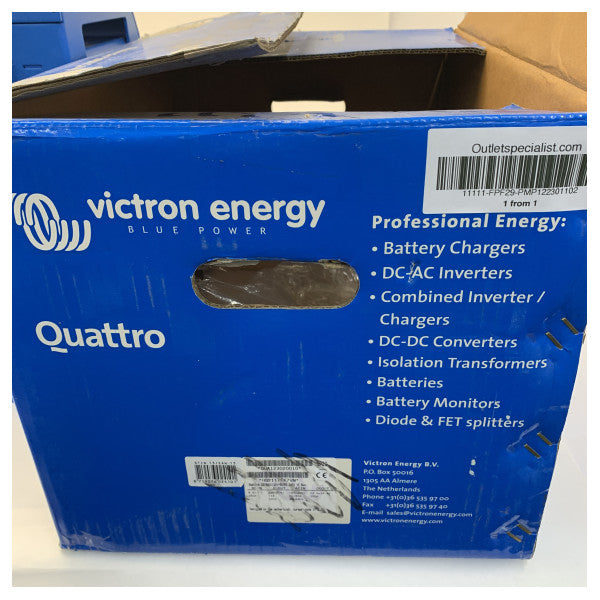 Outletspecialist.com
11111-FPF29-PMP122301102
1 from 1
victron energy
BLUE POWER
Professional Energy:
• Battery Chargers
• DC-AC Inverters
• Combined Inverter /
Chargers
• DC-DC Converters
• Isolation Transformers
• Batteries
• Battery Monitors
• Diode & FET splitters
Quattro
Victron Energy B.V.
P.O. Box 50016
1305 AA Almere
The Netherlands
Phone +31(0)36 535 97 00
Fax +31(0)36 535 97 40
E-mail sales@victronenergy.com
www.victronenergy.com